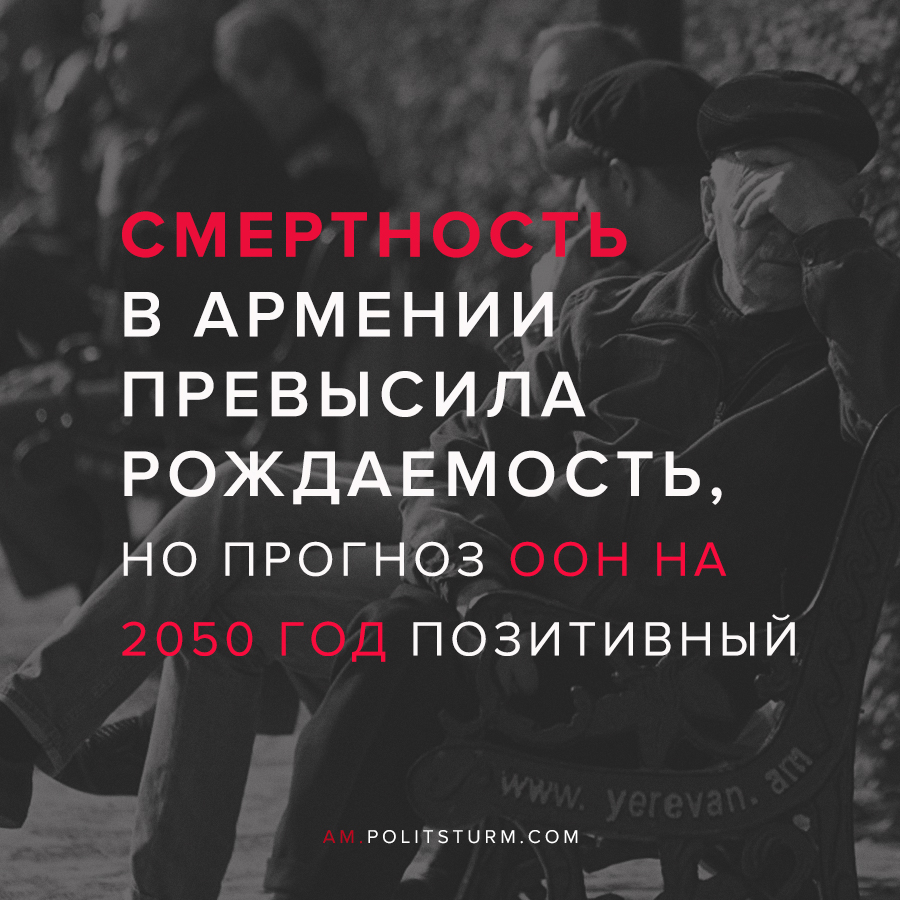 СМЕРТНОСТЬ
В АРМЕНИИ
ПРЕВЫСИЛА
РОЖДАЕМОСТЬ,
НО ПРОГНОЗ ООН НА
2050 ГОД ПОЗИТИВНЫЙ
www. yerevan. am
AM.POLITSTURM.COM